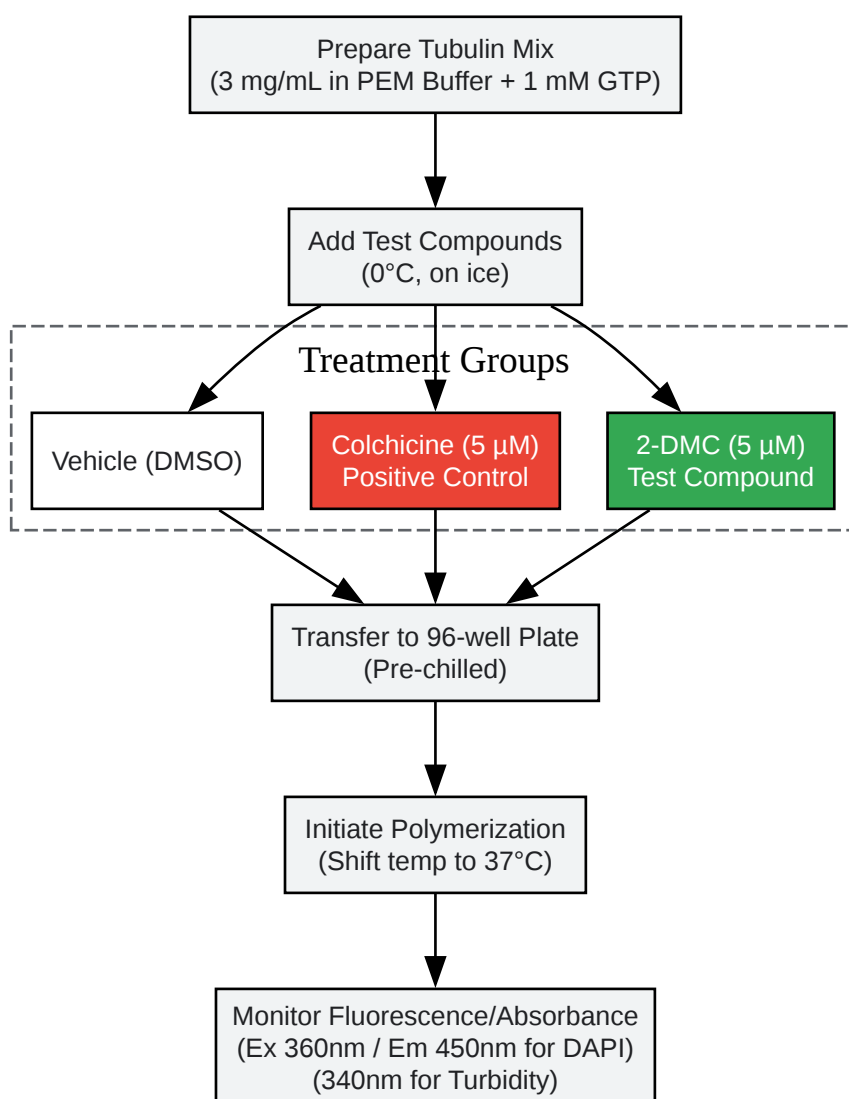 Prepare Tubulin Mix
(3 mg/mL in PEM Buffer + 1 mM GTP)
Add Test Compounds
(0°C, on ice)
Treatment Groups
Vehicle (DMSO)
Colchicine (5 µM)
Positive Control
2-DMC (5 µM)
Test Compound
Transfer to 96-well Plate
(Pre-chilled)
Initiate Polymerization
(Shift temp to 37°C)
Monitor Fluorescence/Absorbance
(Ex 360nm / Em 450nm for DAPI)
(340nm for Turbidity)